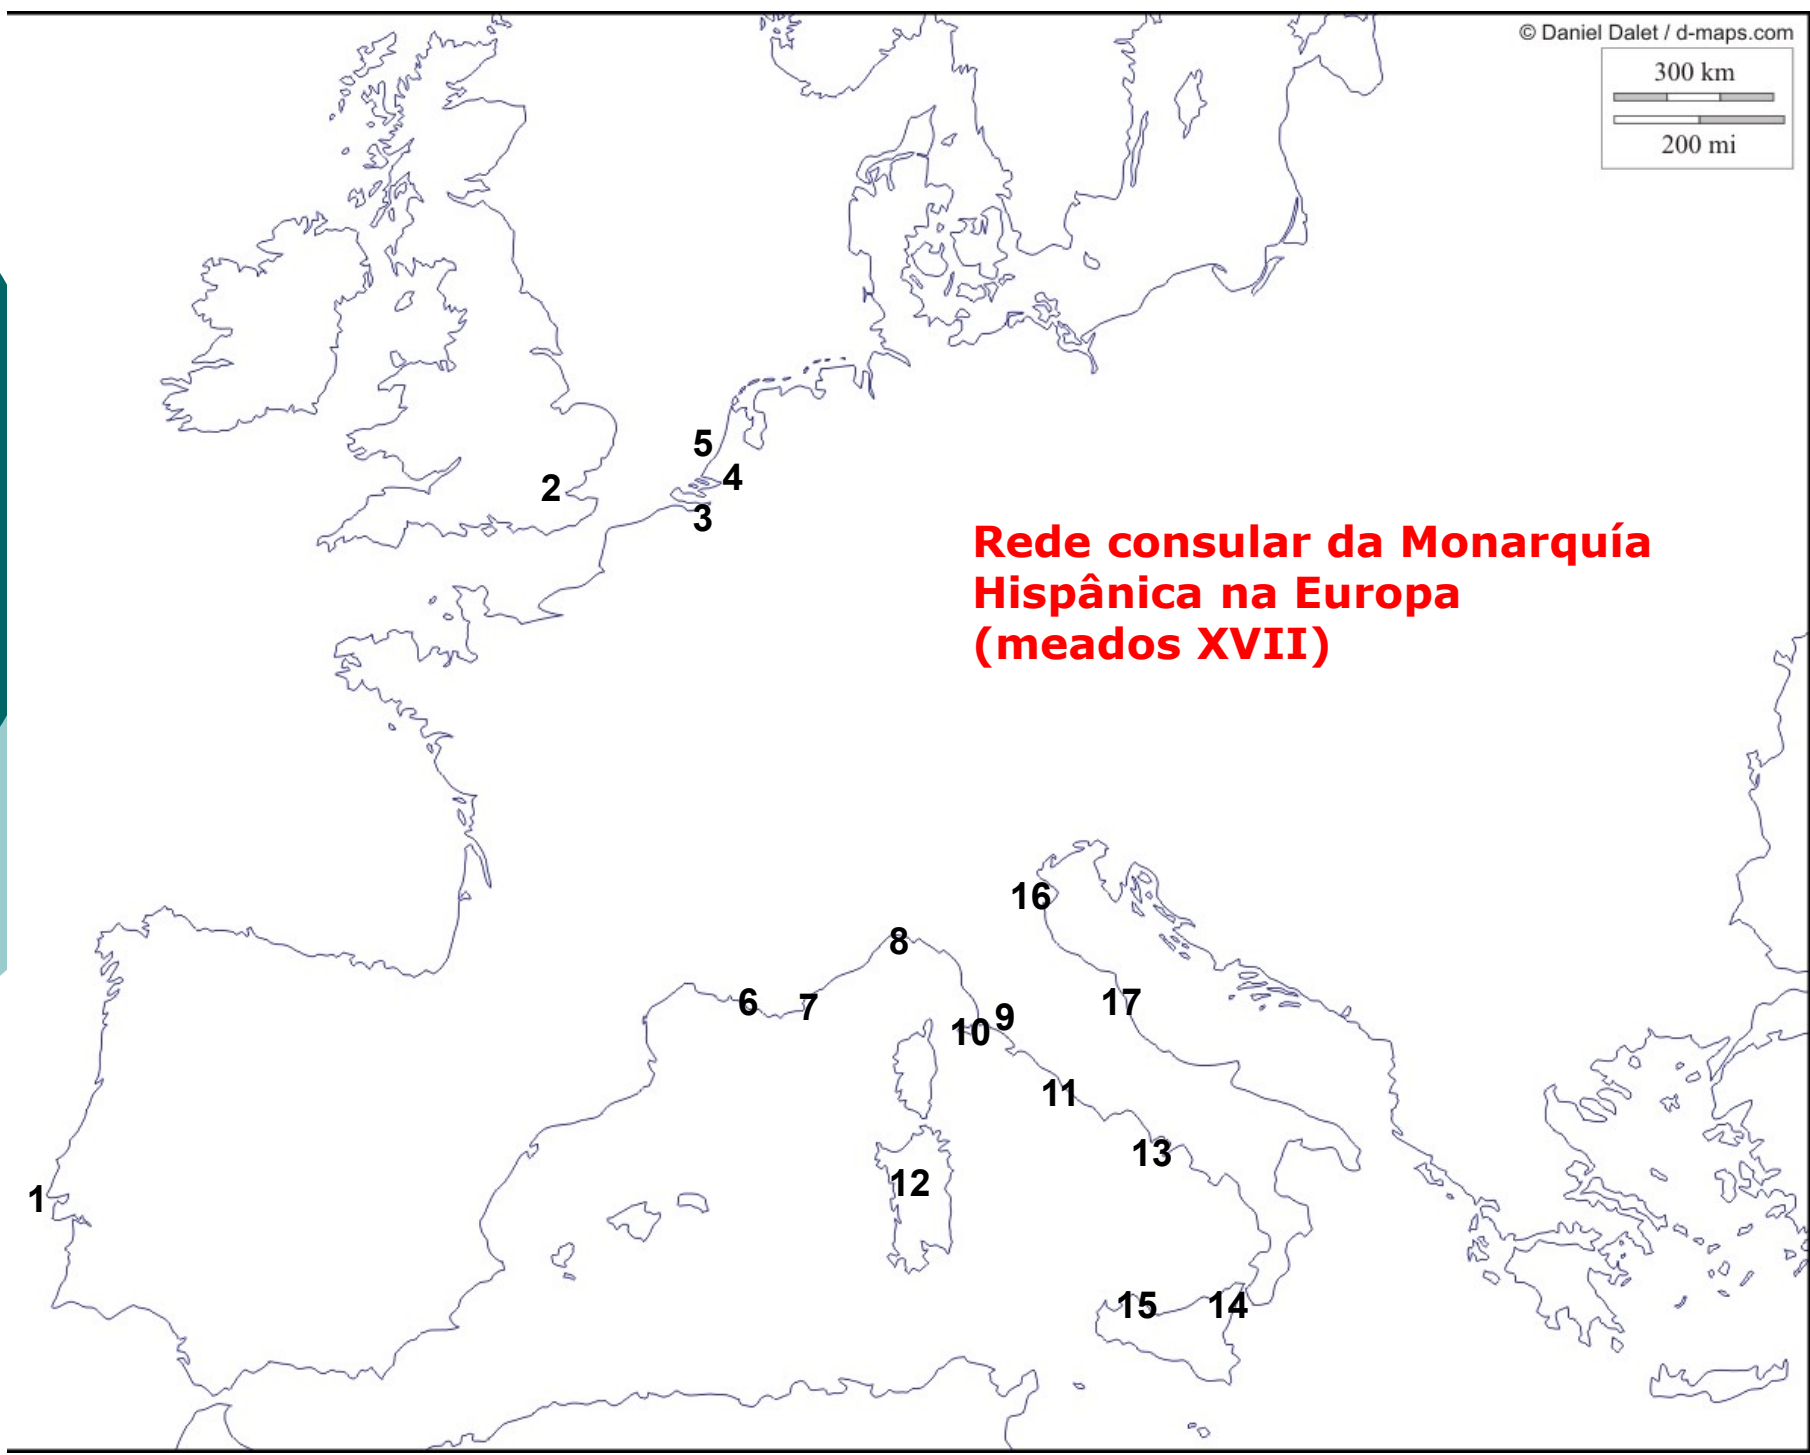 © Daniel Dalet / d-maps.com
300 km
200 mi
5
4
2
3
Rede consular da Monarquía
Hispânica na Europa
(meados XVII)
16
8
6
7
17
9
10
11
13
12
1
15
14